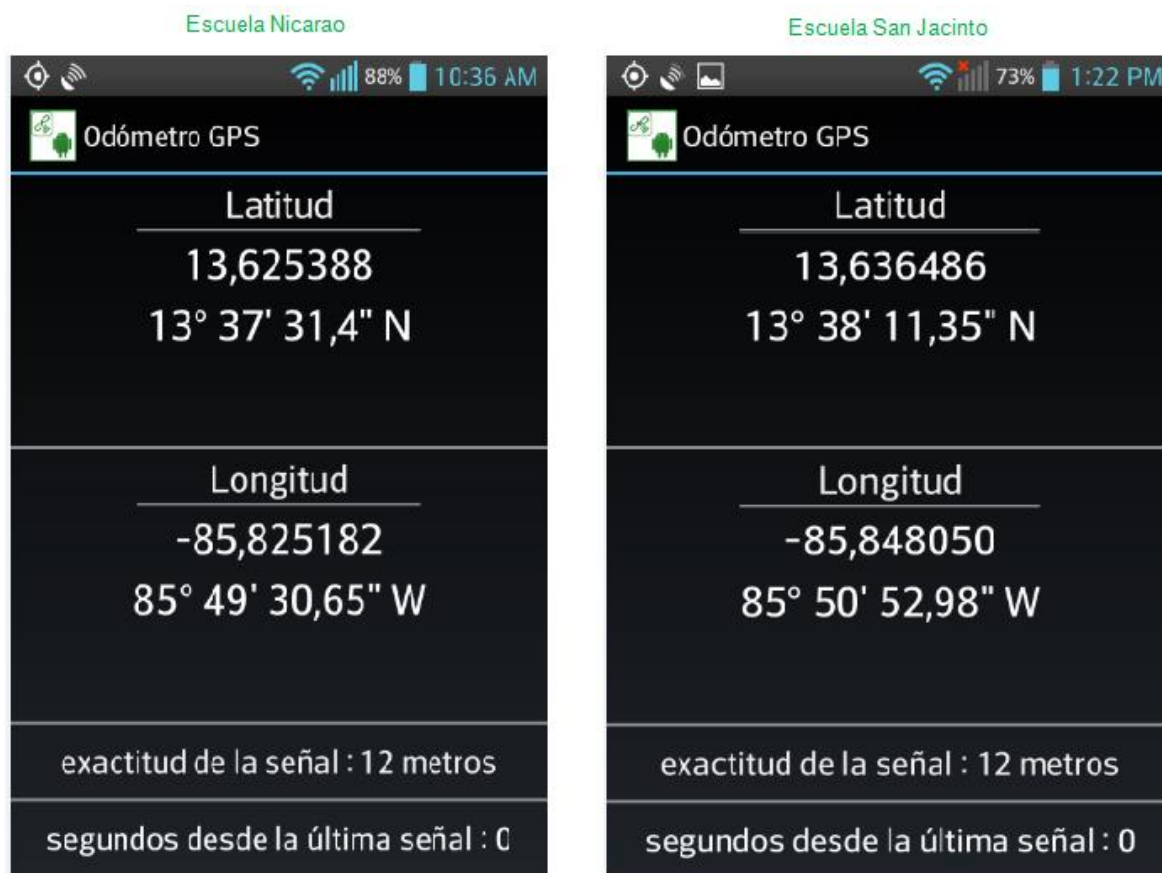 Escuela Nicarao
88% 10:36 AM
Odómetro GPS
Latitud
13,625388
13° 37' 31,4" N
Longitud
-85,825182
85° 49' 30,65" W
exactitud de la señal : 12 metros
segundos desde la última señal : 0
Escuela San Jacinto
73% 1:22 PM
Odómetro GPS
Latitud
13,636486
13° 38' 11,35" N
Longitud
-85,848050
85° 50' 52,98" W
exactitud de la señal : 12 metros
segundos desde la última señal : 0